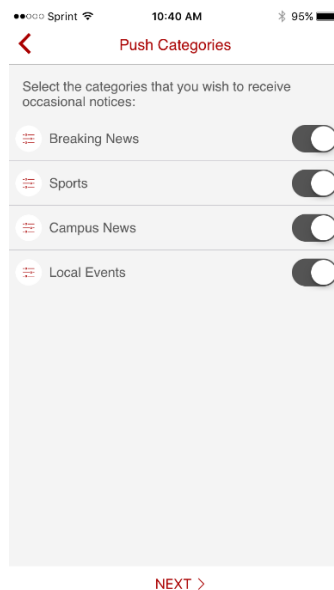 Sprint 10:40 AM 95%
Push Categories
Select the categories that you wish to receive
occasional notices:
Breaking News
Sports
Campus News
Local Events
NEXT